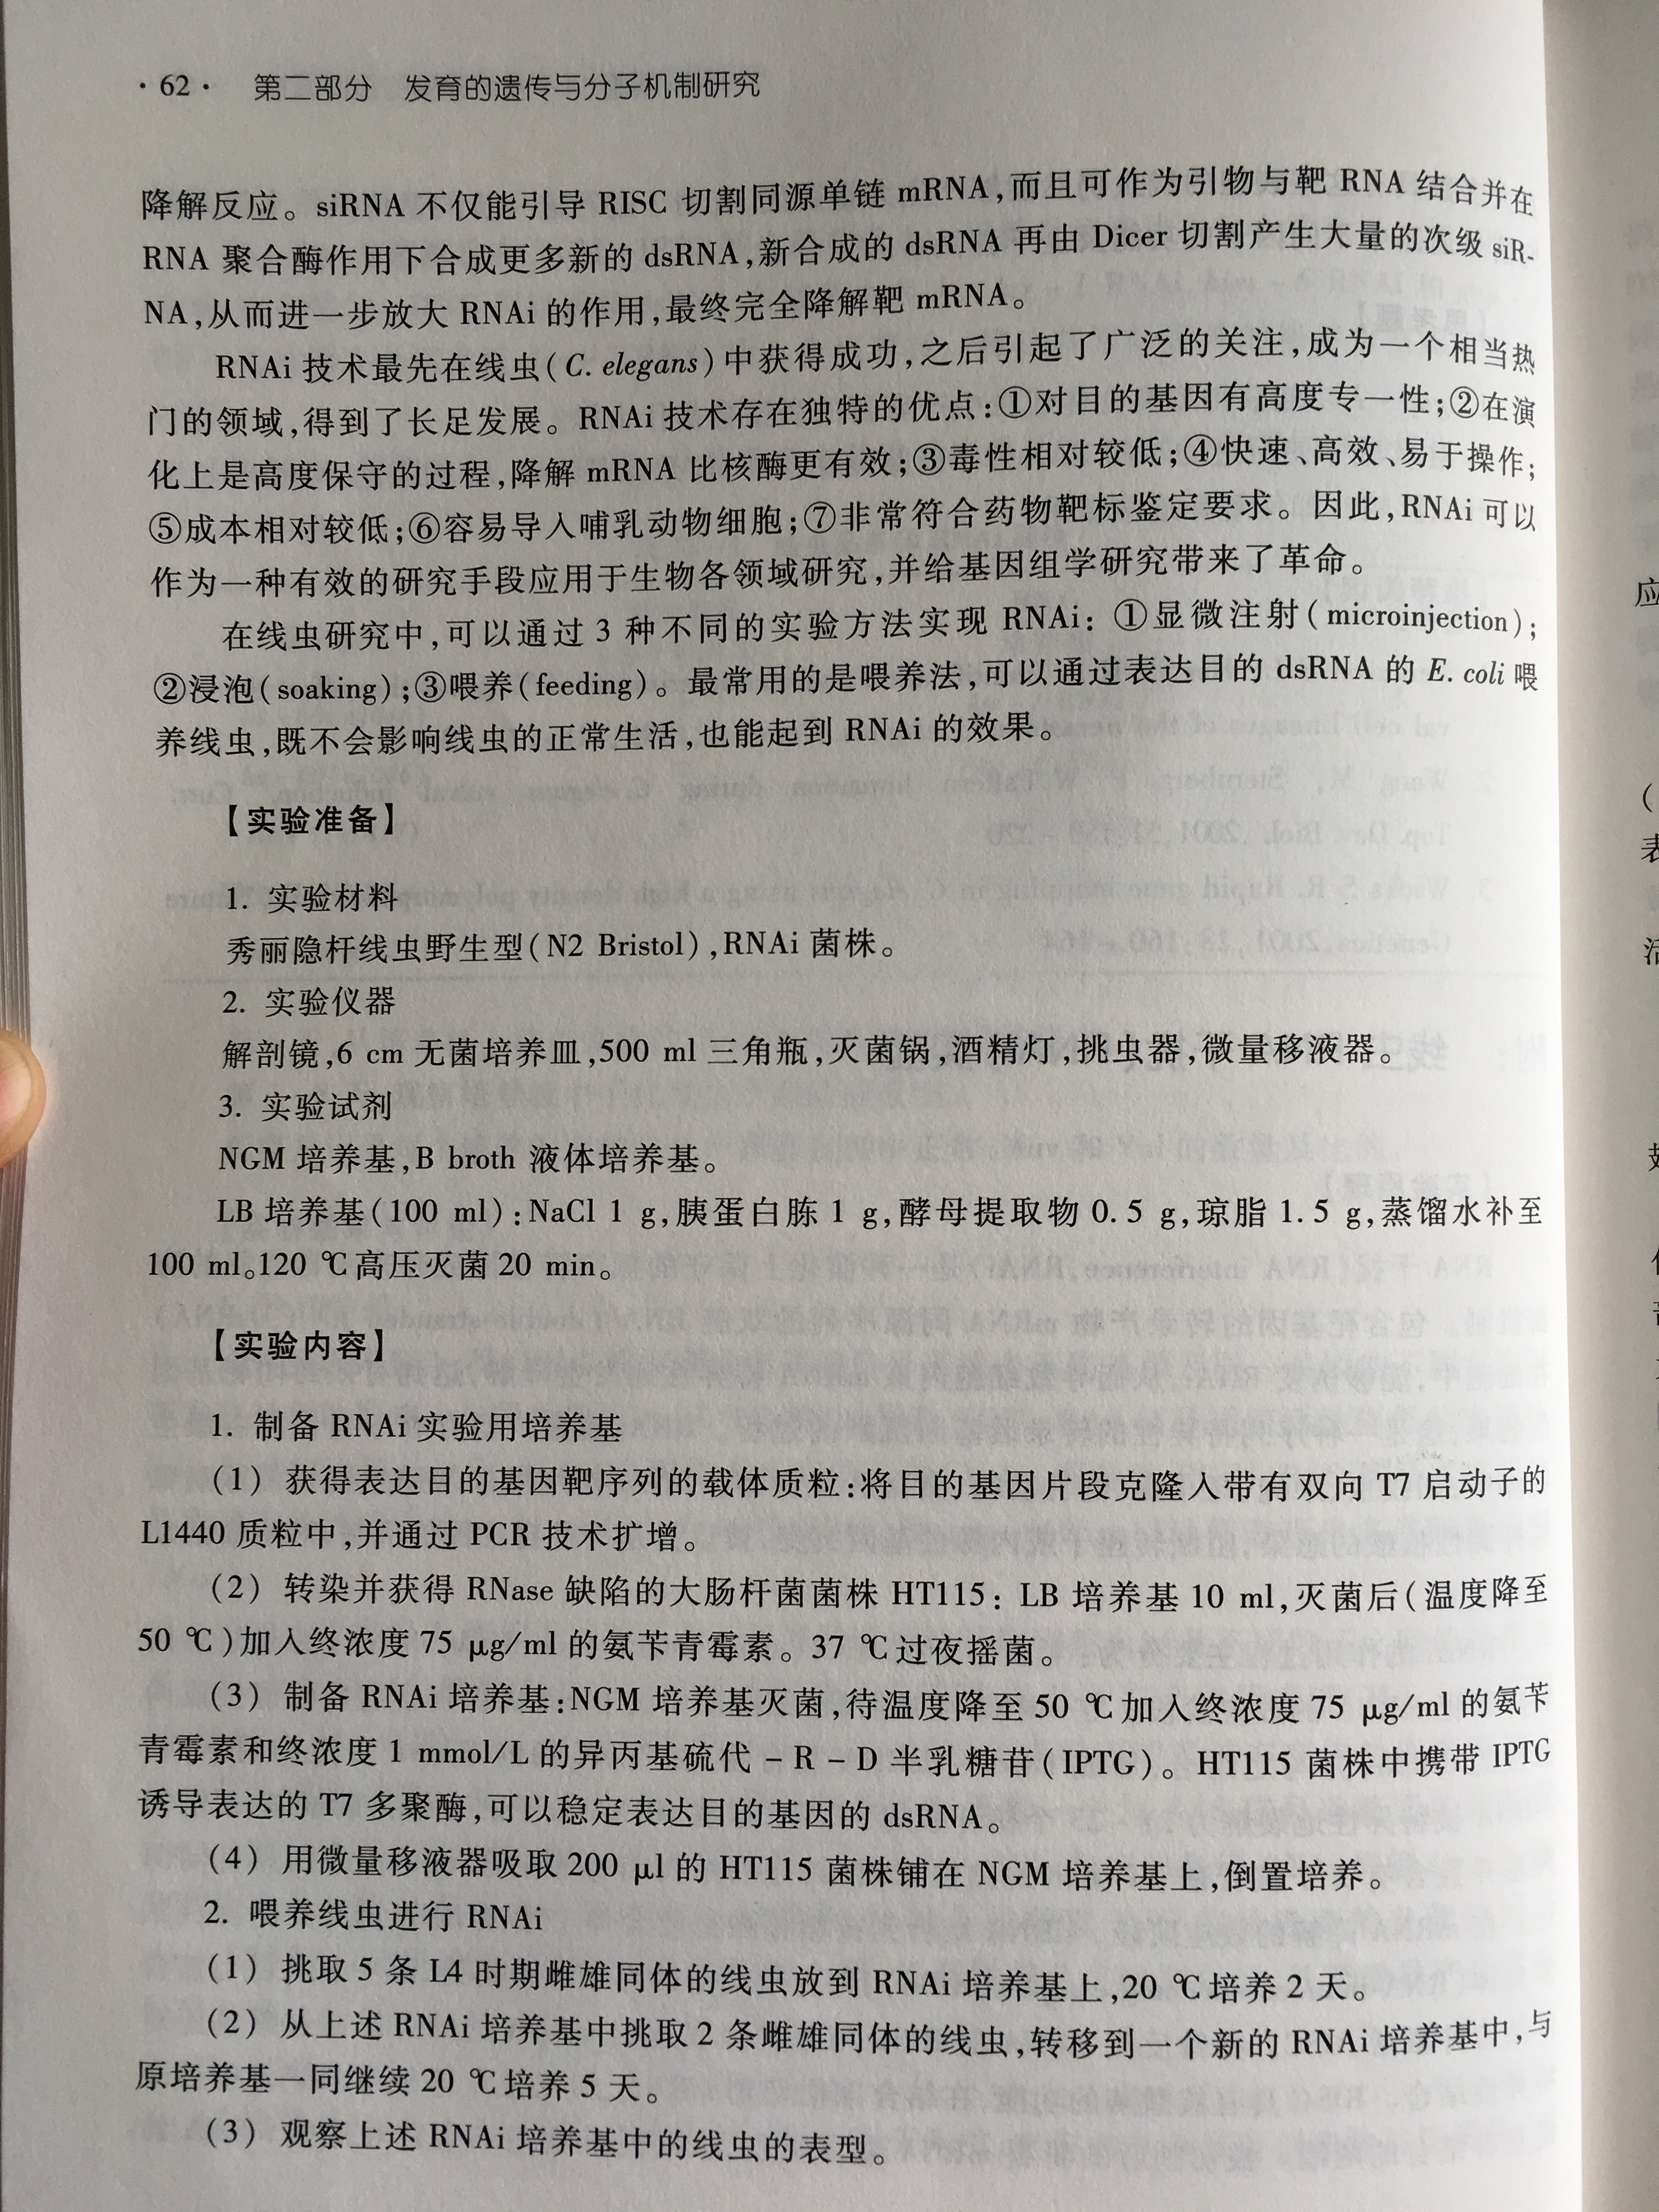 · 62 · 第二部分 发育的遗传与分子机制研究
降解反应。siRNA 不仅能引导 RISC 切割同源单链 mRNA,而且可作为引物与靶 RNA 结合并在
RNA 聚合酶作用下合成更多新的 dsRNA,新合成的 dsRNA 再由 Dicer 切割产生大量的次级 siR-
NA,从而进一步放大 RNAi 的作用,最终完全降解靶 mRNA。
RNAi 技术最先在线虫(C. elegans)中获得成功,之后引起了广泛的关注,成为一个相当热
门的领域,得到了长足发展。RNAi 技术存在独特的优点:①对目的基因有高度专一性;②在演
化上是高度保守的过程,降解 mRNA 比核酶更有效;③毒性相对较低;④快速、高效、易于操作;
⑤成本相对较低;⑥容易导入哺乳动物细胞;⑦非常符合药物靶标鉴定要求。因此,RNAi 可以
作为一种有效的研究手段应用于生物各领域研究,并给基因组学研究带来了革命。
在线虫研究中,可以通过 3 种不同的实验方法实现 RNAi: ①显微注射(microinjection);
②浸泡(soaking);③喂养(feeding)。最常用的是喂养法,可以通过表达目的 dsRNA 的 E. coli 喂
养线虫,既不会影响线虫的正常生活,也能起到 RNAi 的效果。
【实验准备】
1. 实验材料
秀丽隐杆线虫野生型(N2 Bristol),RNAi 菌株。
2. 实验仪器
解剖镜,6 cm 无菌培养皿,500 ml 三角瓶,灭菌锅,酒精灯,挑虫器,微量移液器。
3. 实验试剂
NGM 培养基,B broth 液体培养基。
LB 培养基(100 ml):NaCl 1 g,胰蛋白胨 1 g,酵母提取物 0.5 g,琼脂 1.5 g,蒸馏水补至
100 ml。120 ℃高压灭菌 20 min。
【实验内容】
1. 制备 RNAi 实验用培养基
(1) 获得表达目的基因靶序列的载体质粒:将目的基因片段克隆入带有双向 T7 启动子的
L1440 质粒中,并通过 PCR 技术扩增。
(2) 转染并获得 RNase 缺陷的大肠杆菌菌株 HT115: LB 培养基 10 ml,灭菌后(温度降至
50 ℃)加入终浓度 75 μg/ml 的氨苄青霉素。37 ℃过夜摇菌。
(3) 制备 RNAi 培养基:NGM 培养基灭菌,待温度降至 50 ℃加入终浓度 75 μg/ml 的氨苄
青霉素和终浓度 1 mmol/L 的异丙基硫代 – R – D 半乳糖苷(IPTG)。HT115 菌株中携带 IPTG
诱导表达的 T7 多聚酶,可以稳定表达目的基因的 dsRNA。
(4) 用微量移液器吸取 200 μl 的 HT115 菌株铺在 NGM 培养基上,倒置培养。
2. 喂养线虫进行 RNAi
(1) 挑取 5 条 L4 时期雌雄同体的线虫放到 RNAi 培养基上,20 ℃培养 2 天。
(2) 从上述 RNAi 培养基中挑取 2 条雌雄同体的线虫,转移到一个新的 RNAi 培养基中,与
原培养基一同继续 20 ℃培养 5 天。
(3) 观察上述 RNAi 培养基中的线虫的表型。